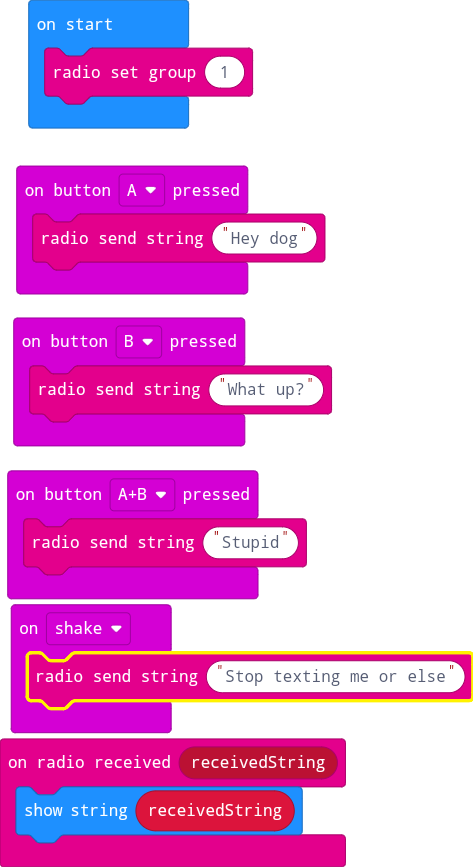 on start
radio set group 1
on button A pressed
radio send string "Hey dog"
on button B pressed
radio send string "What up?"
on button A+B pressed
radio send string "Stupid"
on shake
radio send string "Stop texting me or else"
on radio received receivedString
show string receivedString